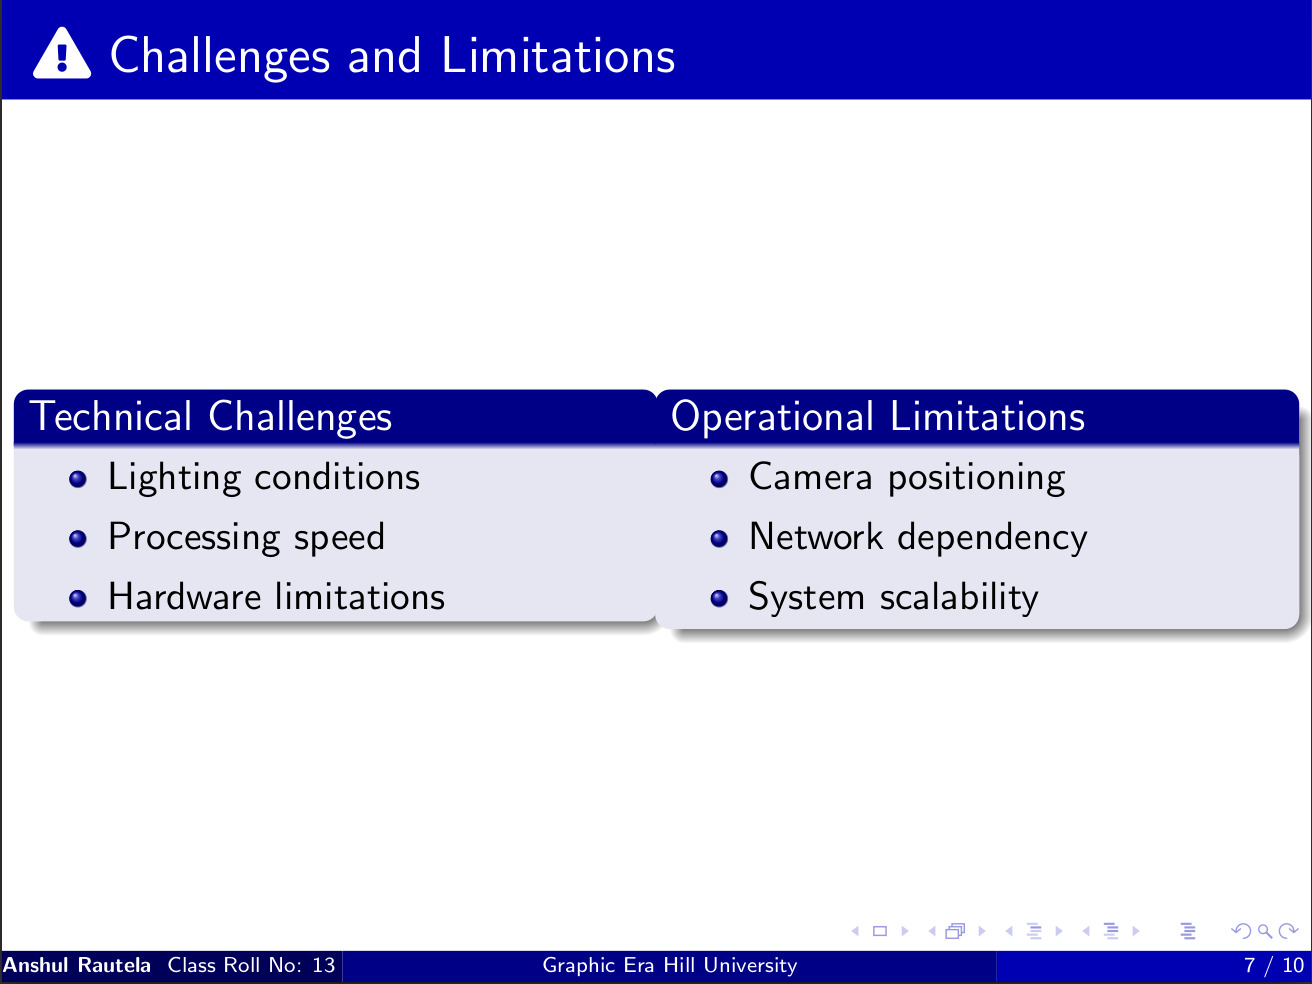 Challenges and Limitations
Technical Challenges
Lighting conditions
Processing speed
Hardware limitations
Operational Limitations
Camera positioning
Network dependency
System scalability
Anshul Rautela Class Roll No: 13
Graphic Era Hill University
7 / 10